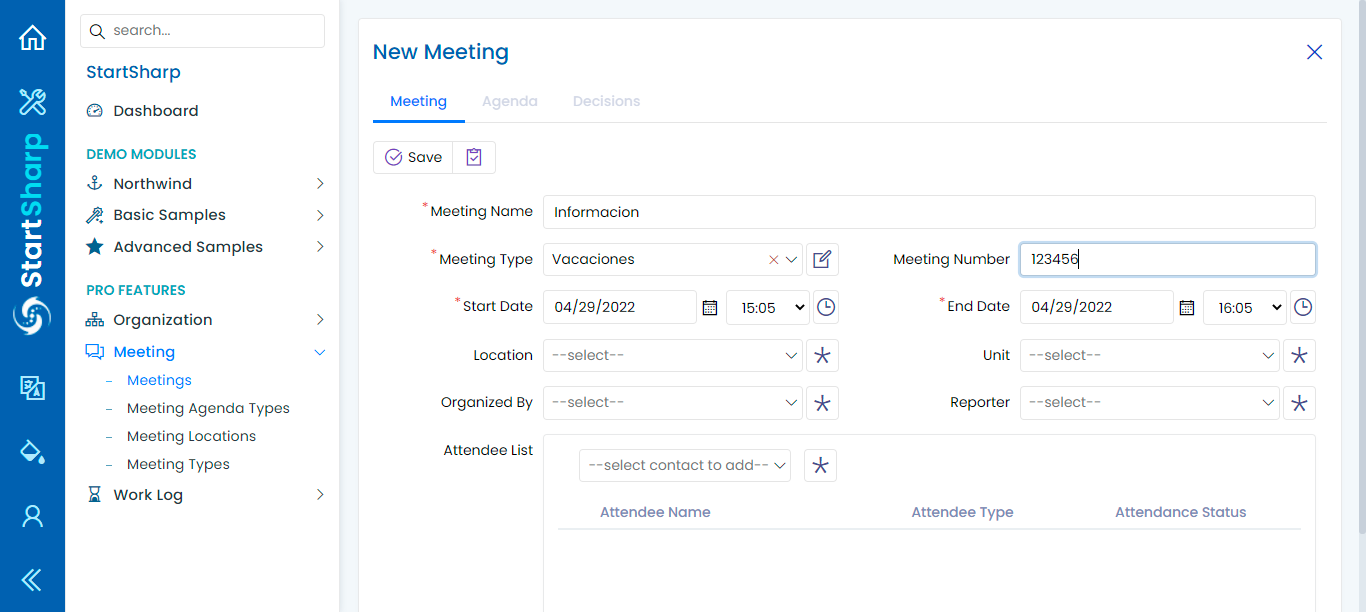 StartSharp
search...
StartSharp
Dashboard
DEMO MODULES
Northwind
Basic Samples
Advanced Samples
PRO FEATURES
Organization
Meeting
Meetings
Meeting Agenda Types
Meeting Locations
Meeting Types
Work Log
New Meeting
Meeting Agenda Decisions
Save
*Meeting Name Informacion
*Meeting Type Vacaciones Meeting Number 123456
*Start Date 04/29/2022 15:05 *End Date 04/29/2022 16:05
Location --select-- Unit --select--
Organized By --select-- Reporter --select--
Attendee List
--select contact to add--
Attendee Name Attendee Type Attendance Status